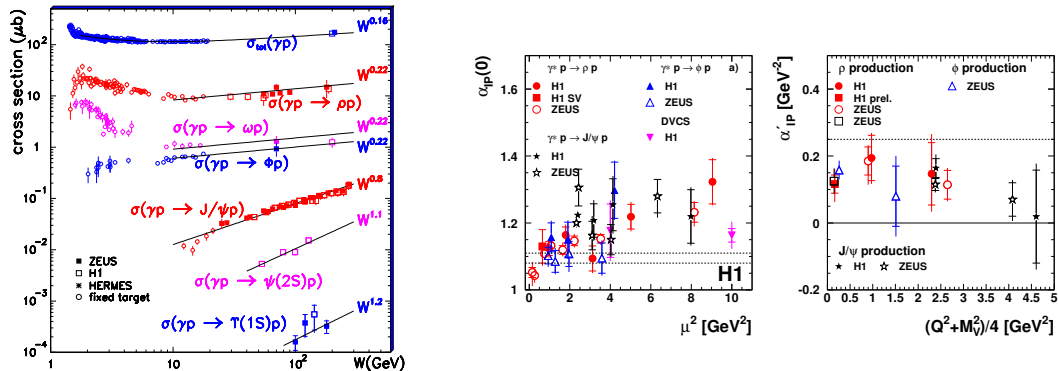 cross section (μb)
10²
10
1
10⁻¹
10⁻²
10⁻³
10⁻⁴
1
10
10²
W(GeV)
σtot(γp)
W^0.16
σ(γp → ρp)
W^0.22
σ(γp → ωp)
W^0.22
σ(γp → φp)
W^0.22
σ(γp → J/ψp)
W^0.8
σ(γp → ψ(2S)p)
W^1.1
σ(γp → Υ(1S)p)
W^1.2
ZEUS
H1
HERMES
fixed target
α_IP(0)
1.4
1.3
1.2
1.1
1
0
2
4
6
8
10
μ² [GeV²]
γ* p → ρ p
H1
H1 SV
ZEUS
γ* p → J/ψ p
H1
ZEUS
γ* p → φ p
a)
H1
ZEUS
DVCS
H1
H1
α′_IP [GeV⁻²]
0.6
0.4
0.2
0
-0.2
0
0.5
1
1.5
2
2.5
3
3.5
4
4.5
5
(Q²+M²_V)/4 [GeV²]
ρ production
H1
H1 prel.
ZEUS
ZEUS
φ production
ZEUS
J/ψ production
H1 ZEUS